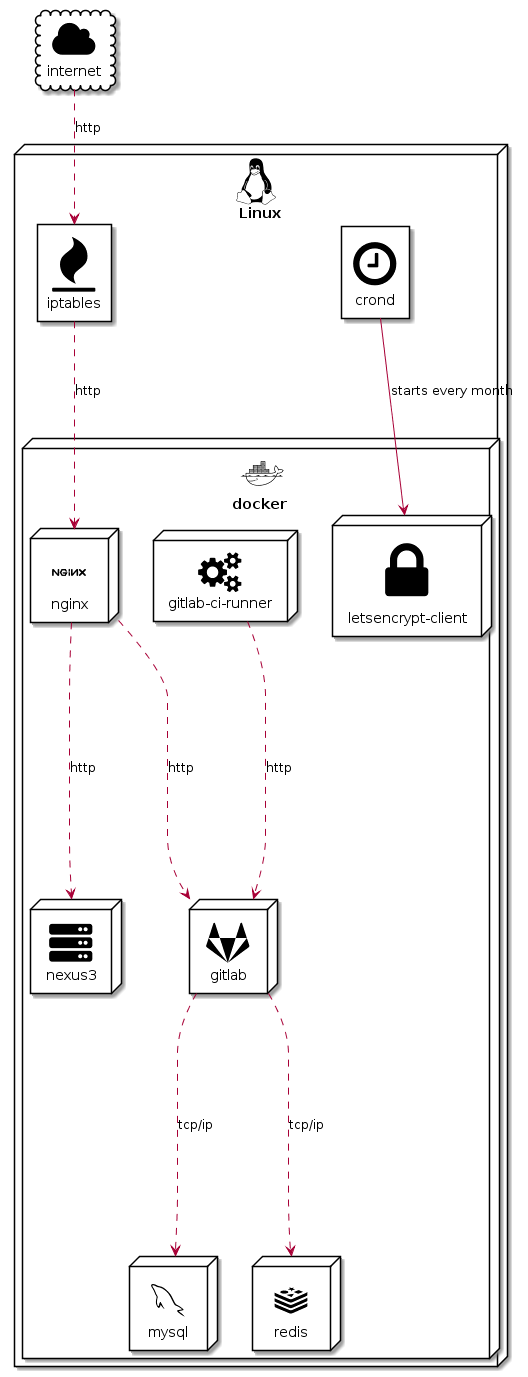 internet
http
Linux
iptables
crond
http
starts every month
docker
NGINX
nginx
gitlab-ci-runner
letsencrypt-client
http
http
http
nexus3
gitlab
tcp/ip
tcp/ip
mysql
redis